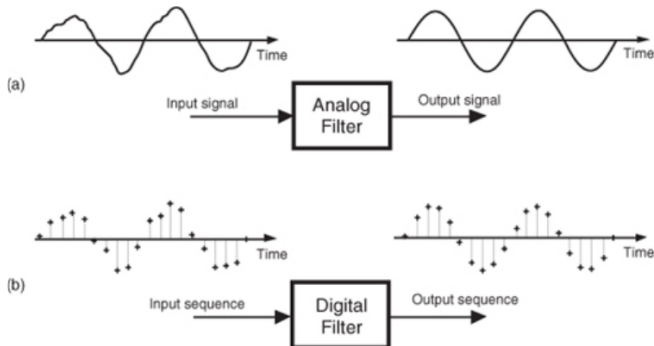 Time
Time
(a)
Input signal
Analog
Filter
Output signal
Time
Time
(b)
Input sequence
Digital
Filter
Output sequence